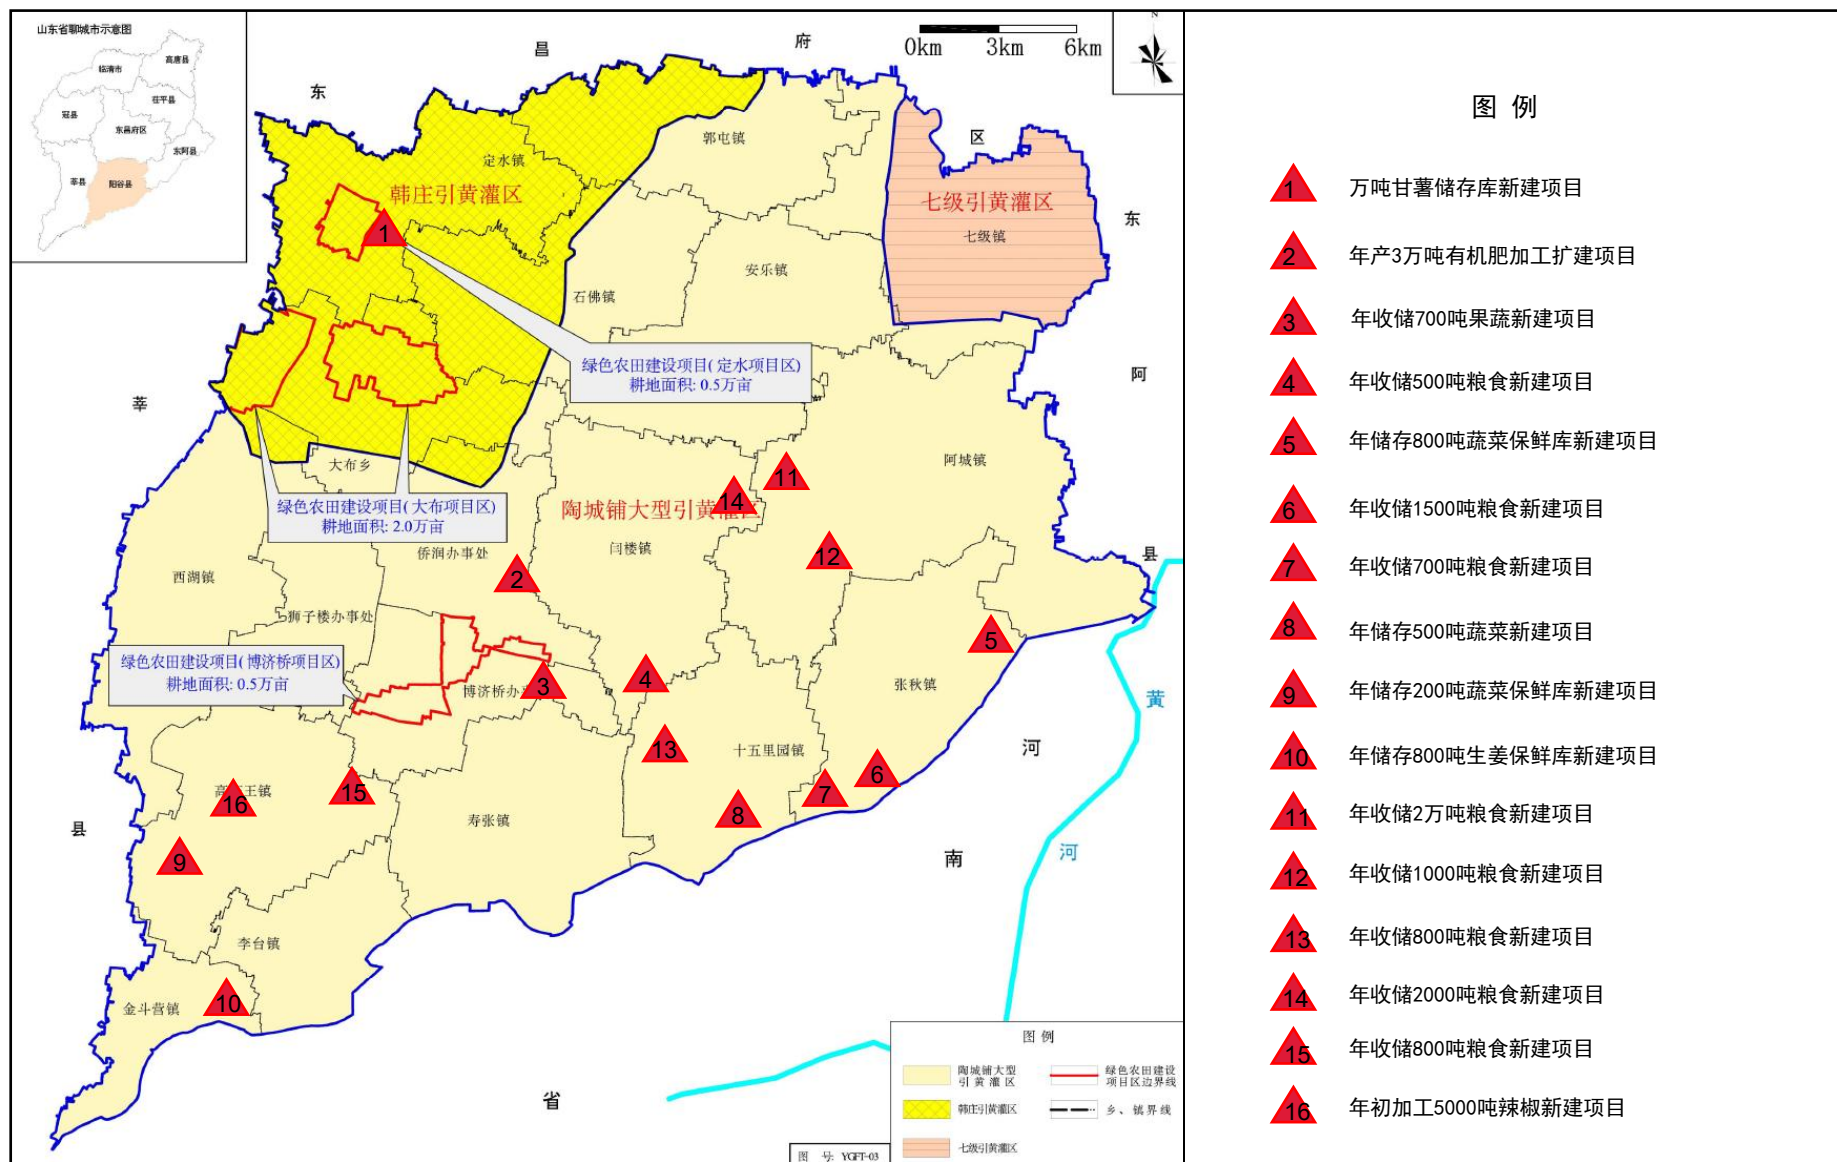 山东省聊城市示意图
高唐县
临清市
茌平县
冠县
东昌府区
东阿县
莘县
阳谷县
昌
府
东
区
东
阿
县
莘
县
河
南
省
黄
河
0km
3km
6km
N
郭屯镇
定水镇
韩庄引黄灌区
七级引黄灌区
七级镇
安乐镇
石佛镇
绿色农田建设项目(定水项目区)
耕地面积: 0.5万亩
大布乡
阿城镇
绿色农田建设项目(大布项目区)
耕地面积: 2.0万亩
陶城铺大型引黄灌区
侨润办事处
闫楼镇
西湖镇
狮子楼办事处
绿色农田建设项目(博济桥项目区)
耕地面积: 0.5万亩
博济桥办
张秋镇
十五里园镇
高
王镇
寿张镇
李台镇
金斗营镇
1
2
3
4
5
6
7
8
9
10
11
12
13
14
15
16
图 例
陶城铺大型
引黄灌区
绿色农田建设
项目区边界线
韩庄引黄灌区
乡、镇界线
七级引黄灌区
图 号 YGFT-03
图 例
1 万吨甘薯储存库新建项目
2 年产3万吨有机肥加工扩建项目
3 年收储700吨果蔬新建项目
4 年收储500吨粮食新建项目
5 年储存800吨蔬菜保鲜库新建项目
6 年收储1500吨粮食新建项目
7 年收储700吨粮食新建项目
8 年储存500吨蔬菜新建项目
9 年储存200吨蔬菜保鲜库新建项目
10 年储存800吨生姜保鲜库新建项目
11 年收储2万吨粮食新建项目
12 年收储1000吨粮食新建项目
13 年收储800吨粮食新建项目
14 年收储2000吨粮食新建项目
15 年收储800吨粮食新建项目
16 年初加工5000吨辣椒新建项目